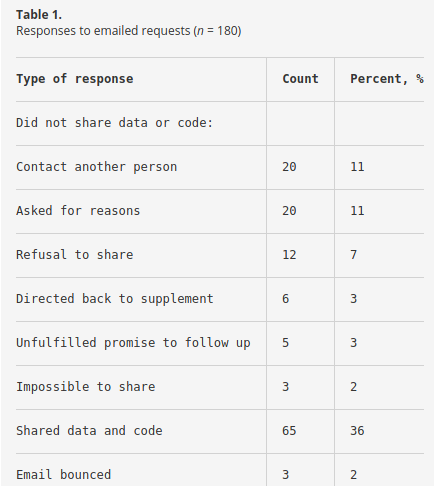 Table 1.
Responses to emailed requests (n = 180)
Type of response Count Percent, %
Did not share data or code:
Contact another person 20 11
Asked for reasons 20 11
Refusal to share 12 7
Directed back to supplement 6 3
Unfulfilled promise to follow up 5 3
Impossible to share 3 2
Shared data and code 65 36
Email bounced 3 2